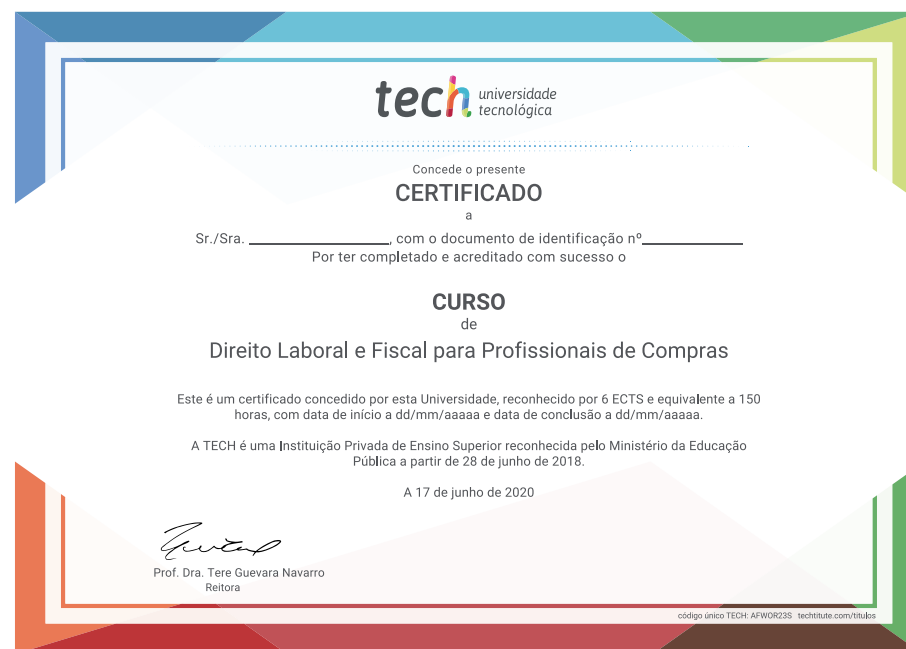 tech universidade
tecnológica
Concede o presente
CERTIFICADO
a
Sr./Sra. ________________, com o documento de identificação nº____________
Por ter completado e acreditado com sucesso o
CURSO
de
Direito Laboral e Fiscal para Profissionais de Compras
Este é um certificado concedido por esta Universidade, reconhecido por 6 ECTS e equivalente a 150
horas, com data de início a dd/mm/aaaaa e data de conclusão a dd/mm/aaaaa.
A TECH é uma Instituição Privada de Ensino Superior reconhecida pelo Ministério da Educação
Pública a partir de 28 de junho de 2018.
A 17 de junho de 2020
Prof. Dra. Tere Guevara Navarro
Reitora
código único TECH: AFWOR23S techtitute.com/titulos